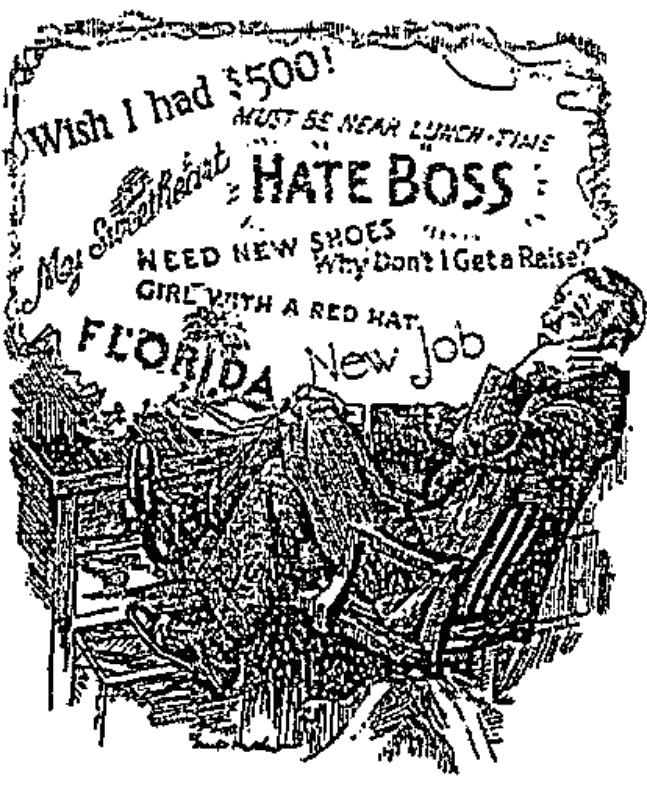 Wish I had $500!
MUST BE NEAR LUNCH-TIME
My Sweetheart
HATE BOSS
NEED NEW SHOES
Why Don't I Get a Raise?
GIRL WITH A RED HAT
FLORIDA
New Job